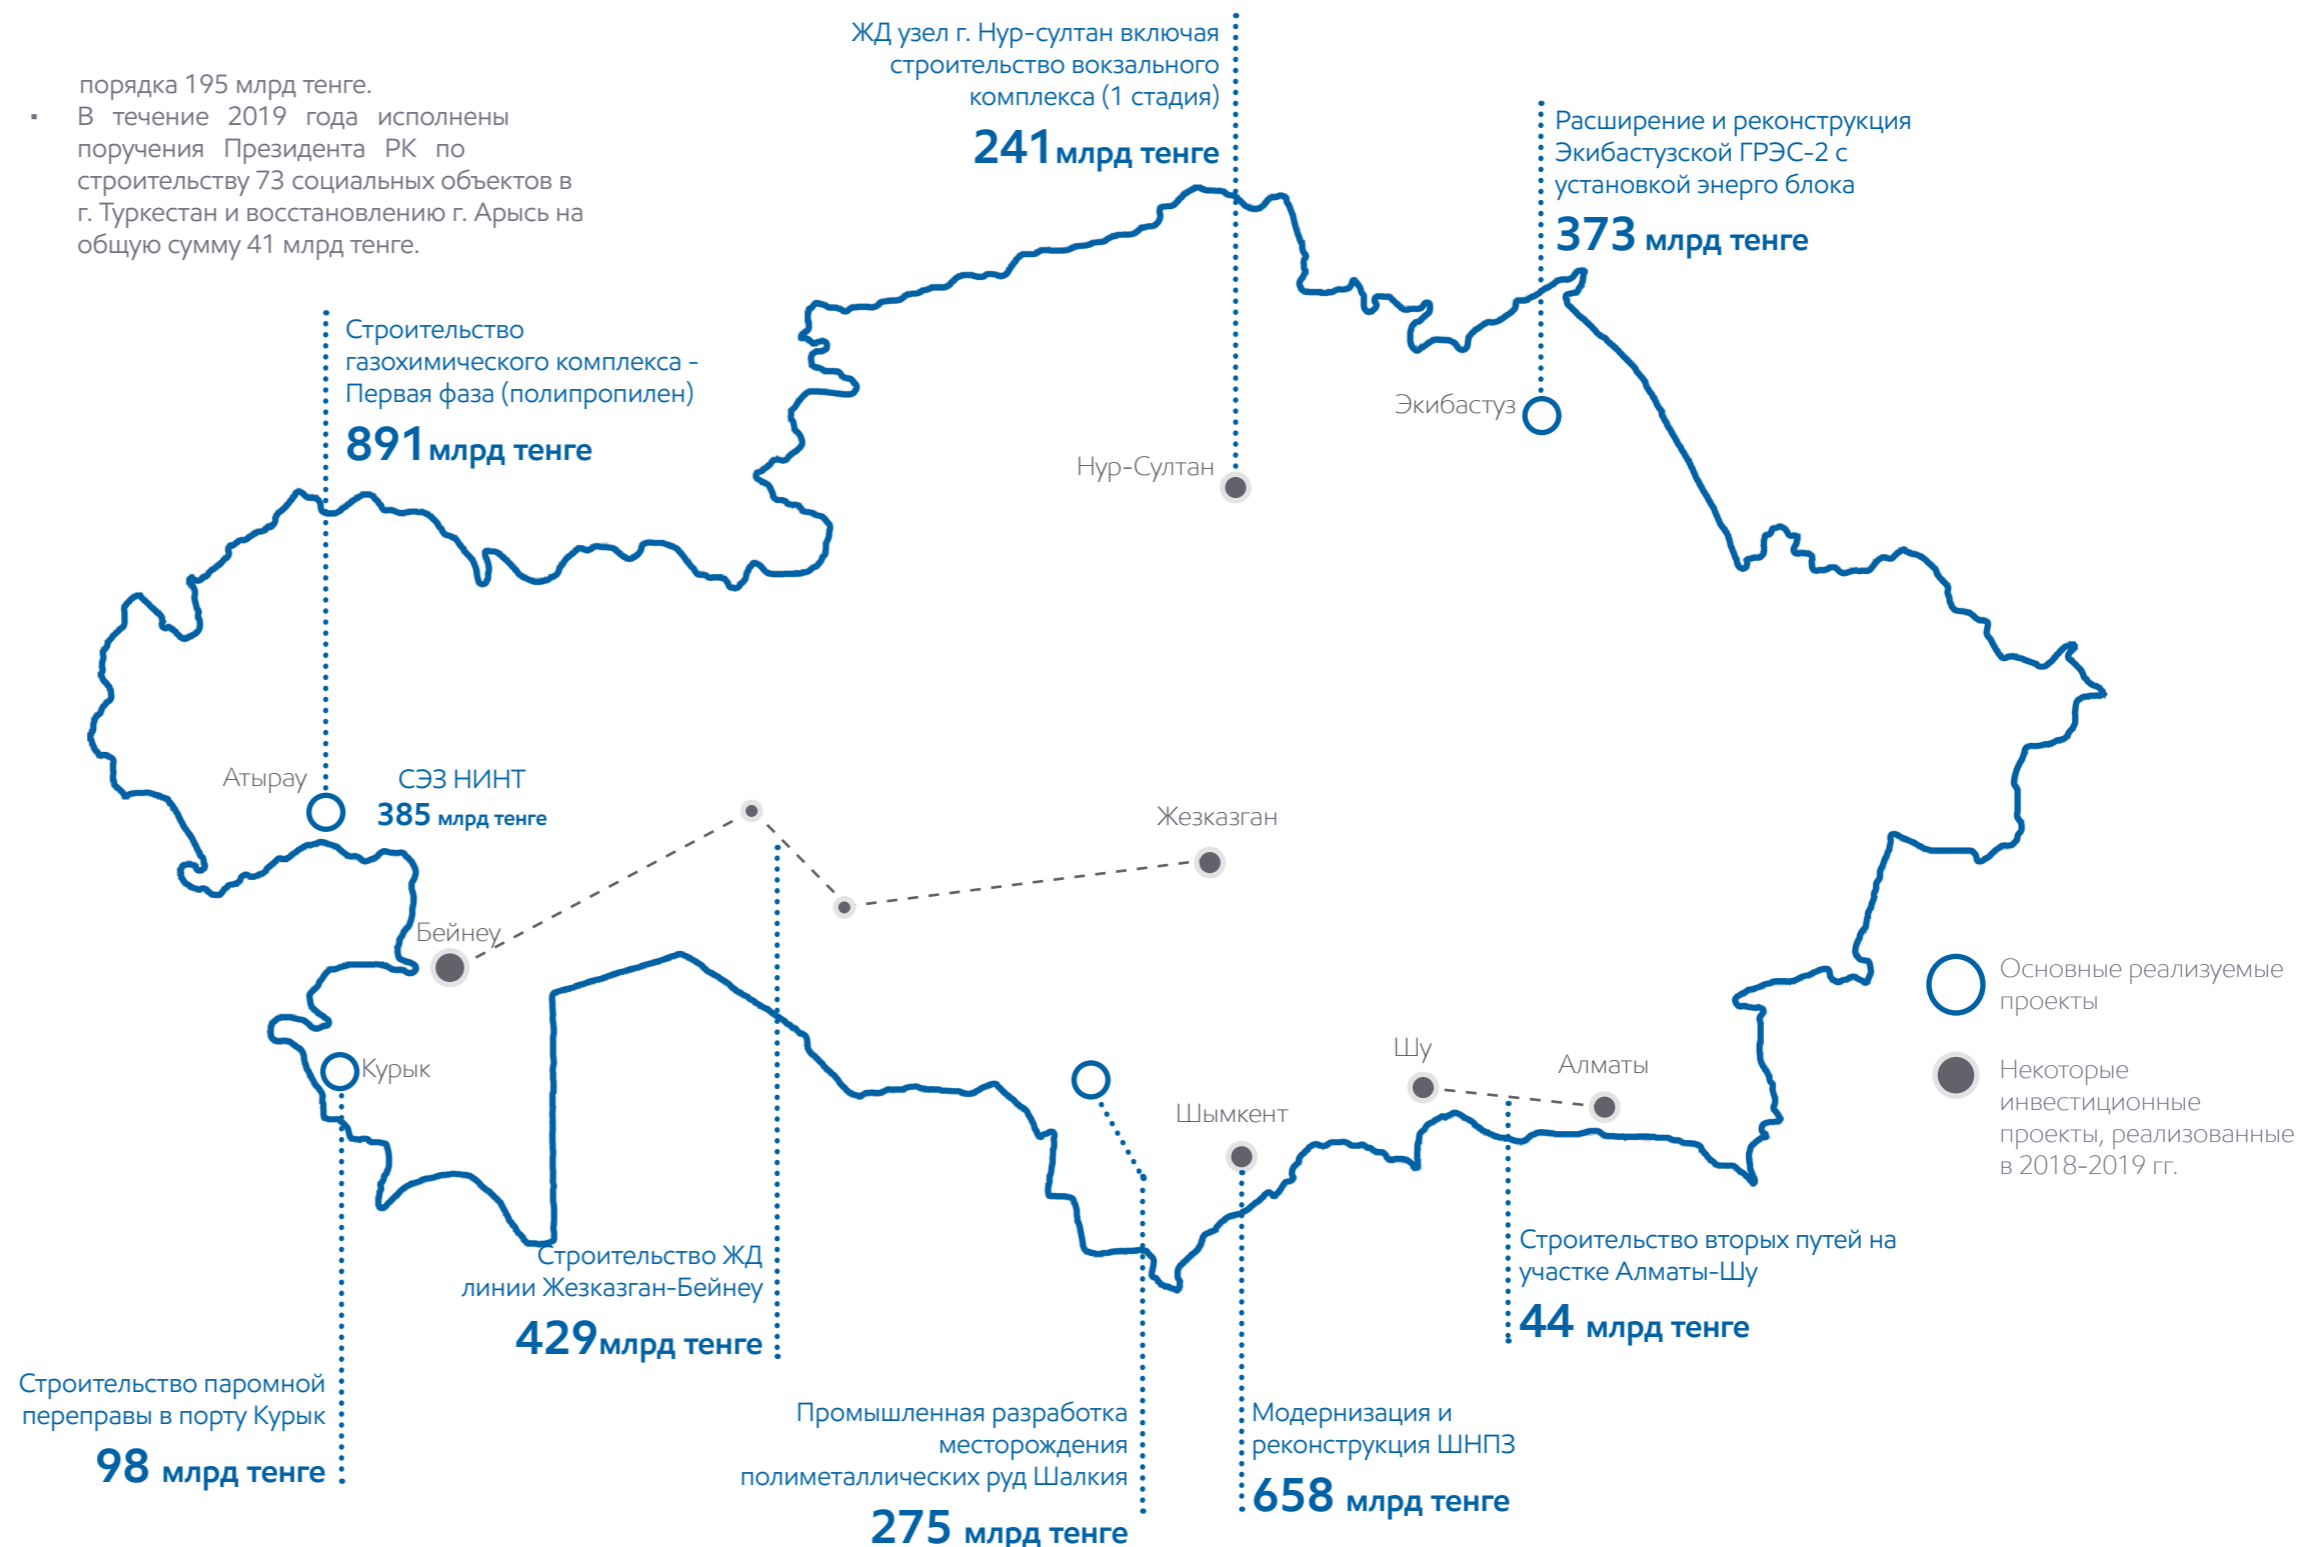 порядка 195 млрд тенге.
▪ В течение 2019 года исполнены
поручения Президента РК по
строительству 73 социальных объектов в
г. Туркестан и восстановлению г. Арысь на
общую сумму 41 млрд тенге.
ЖД узел г. Нур-султан включая
строительство вокзального
комплекса (1 стадия)
241 млрд тенге
Расширение и реконструкция
Экибастузской ГРЭС-2 с
установкой энерго блока
373 млрд тенге
Строительство
газохимического комплекса -
Первая фаза (полипропилен)
891 млрд тенге
Экибастуз
Нур-Султан
Атырау
СЭЗ НИНТ
385 млрд тенге
Жезказган
Бейнеу
Курык
Шу
Алматы
Шымкент
Основные реализуемые
проекты
Некоторые
инвестиционные
проекты, реализованные
в 2018-2019 гг.
Строительство ЖД
линии Жезказган-Бейнеу
429 млрд тенге
Строительство вторых путей на
участке Алматы-Шу
44 млрд тенге
Строительство паромной
переправы в порту Курык
98 млрд тенге
Промышленная разработка
месторождения
полиметаллических руд Шалкия
275 млрд тенге
Модернизация и
реконструкция ШНПЗ
658 млрд тенге